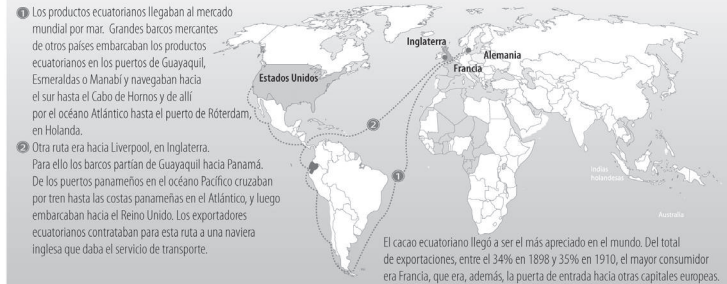 1 Los productos ecuatorianos llegaban al mercado
mundial por mar. Grandes barcos mercantes
de otros países embarcaban los productos
ecuatorianos en los puertos de Guayaquil,
Esmeraldas o Manabí y navegaban hacia
el sur hasta el Cabo de Hornos y de allí
por el océano Atlántico hasta el puerto de Róterdam,
en Holanda.
2 Otra ruta era hacia Liverpool, en Inglaterra.
Para ello los barcos partían de Guayaquil hacia Panamá.
De los puertos panameños en el océano Pacífico cruzaban
por tren hasta las costas panameñas en el Atlántico, y luego
embarcaban hacia el Reino Unido. Los exportadores
ecuatorianos contrataban para esta ruta a una naviera
inglesa que daba el servicio de transporte.
Inglaterra
Alemania
Francia
Estados Unidos
2
1
Indias
holandesas
Australia
El cacao ecuatoriano llegó a ser el más apreciado en el mundo. Del total
de exportaciones, entre el 34% en 1898 y 35% en 1910, el mayor consumidor
era Francia, que era, además, la puerta de entrada hacia otras capitales europeas.